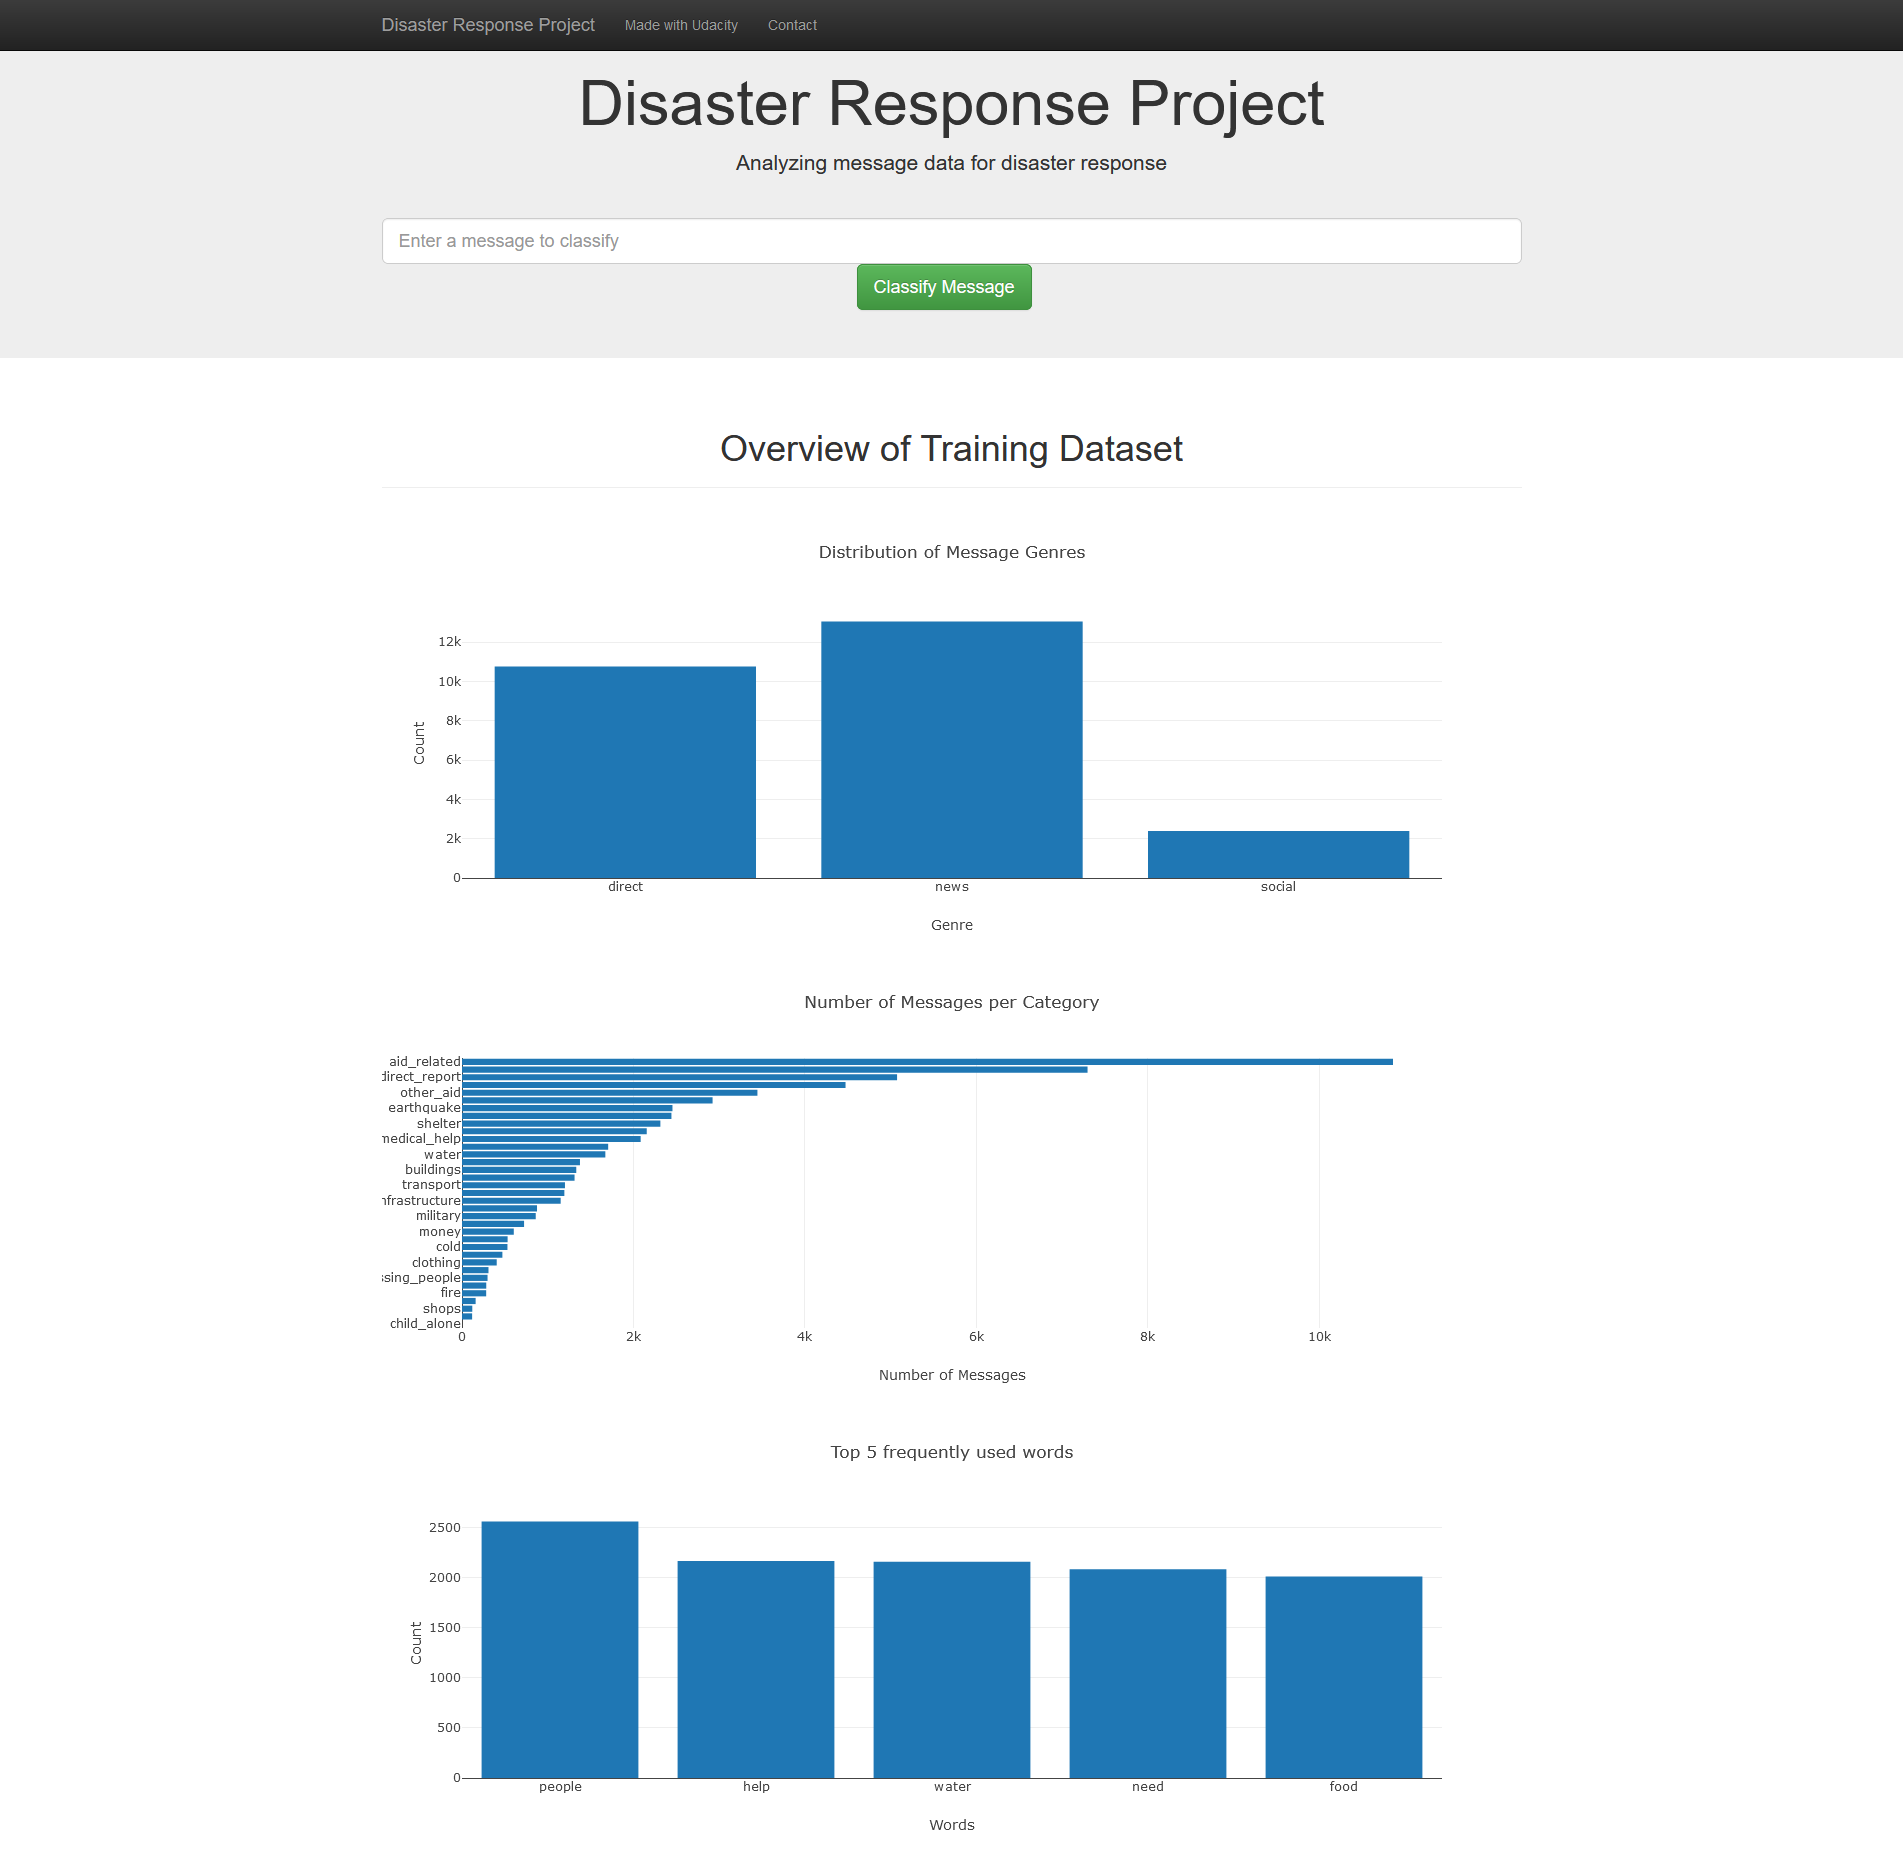 Disaster Response Project Made with Udacity Contact
Disaster Response Project
Analyzing message data for disaster response
Enter a message to classify
Classify Message
Overview of Training Dataset
Distribution of Message Genres
12k
10k
8k
6k
4k
2k
0
Count
direct news social
Genre
Number of Messages per Category
aid_related
direct_report
other_aid
earthquake
shelter
medical_help
water
buildings
transport
nfrastructure
military
money
cold
clothing
ssing_people
fire
shops
child_alone
0 2k 4k 6k 8k 10k
Number of Messages
Top 5 frequently used words
2500
2000
1500
1000
500
0
Count
people help water need food
Words